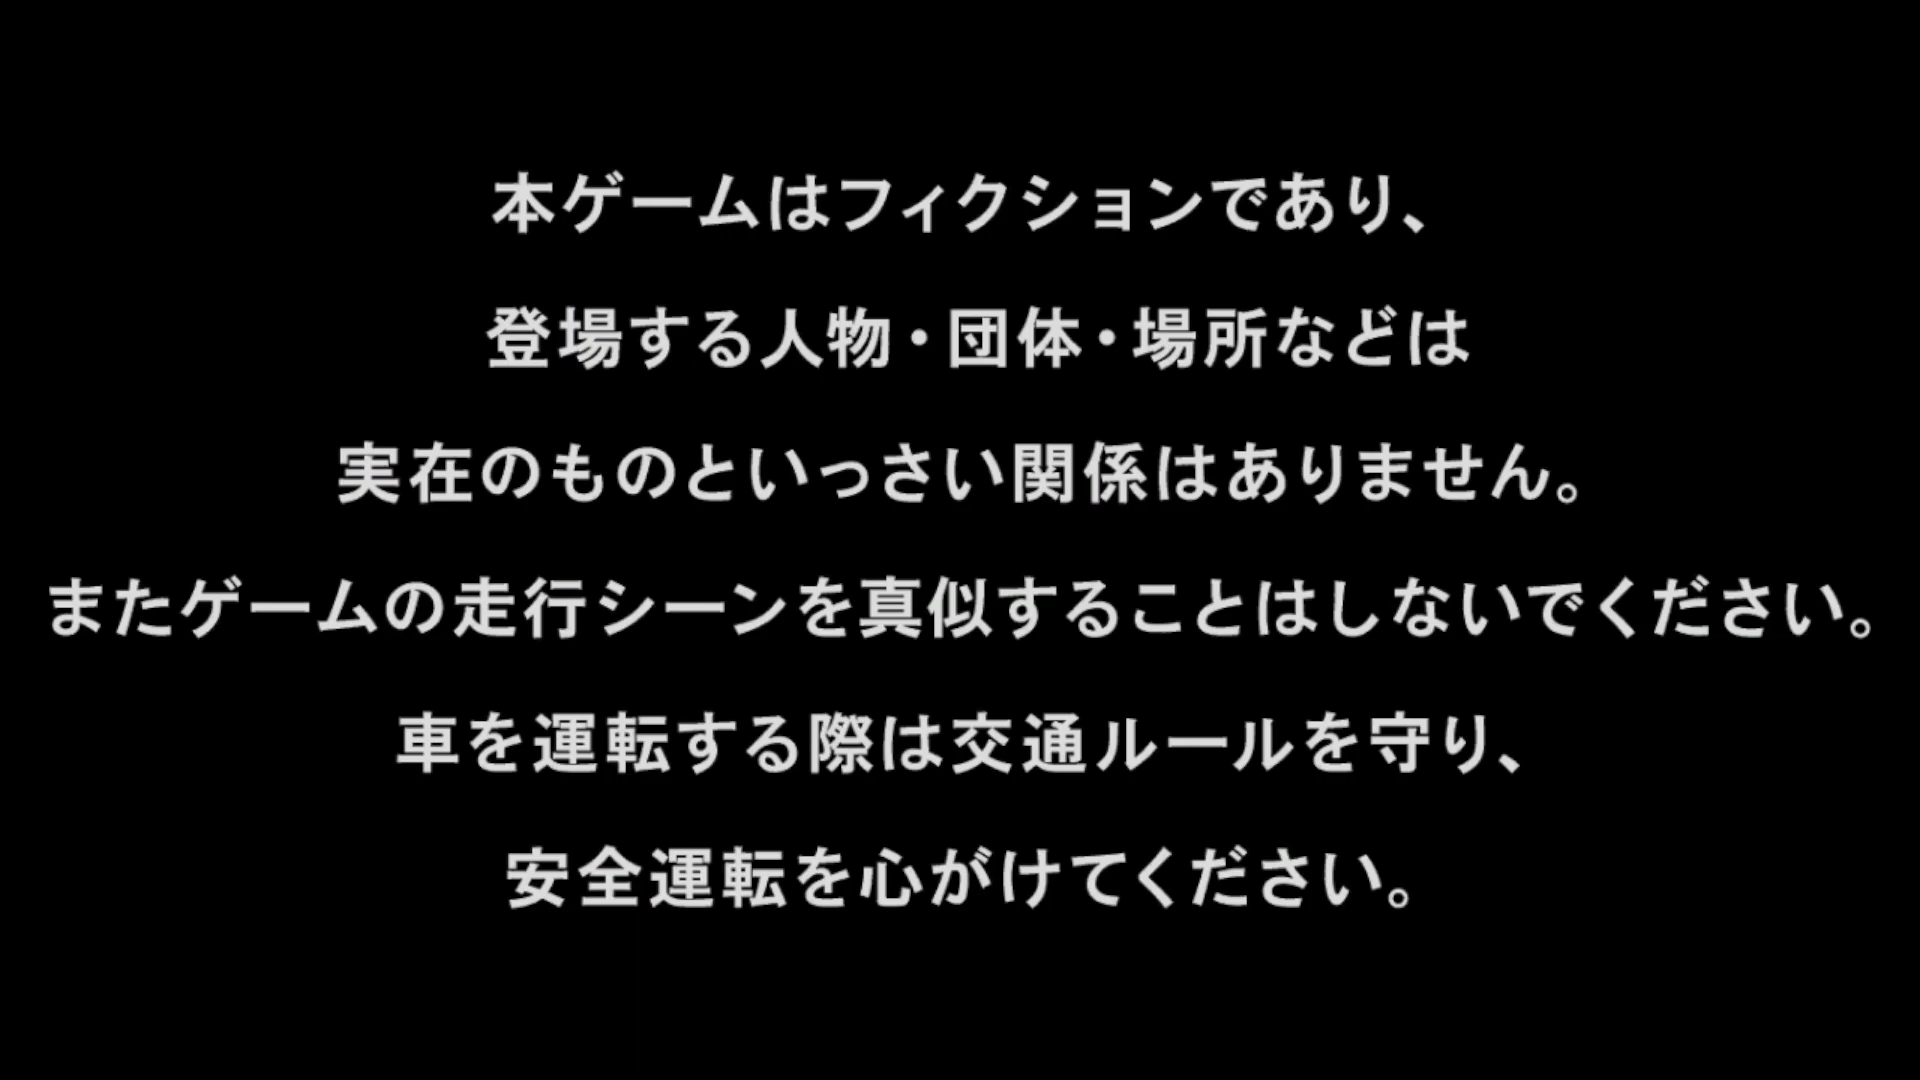 本ゲームはフィクションであり、
登場する人物・団体・場所などは
実在のものといっさい関係はありません。
またゲームの走行シーンを真似することはしないでください。
車を運転する際は交通ルールを守り、
安全運転を心がけてください。